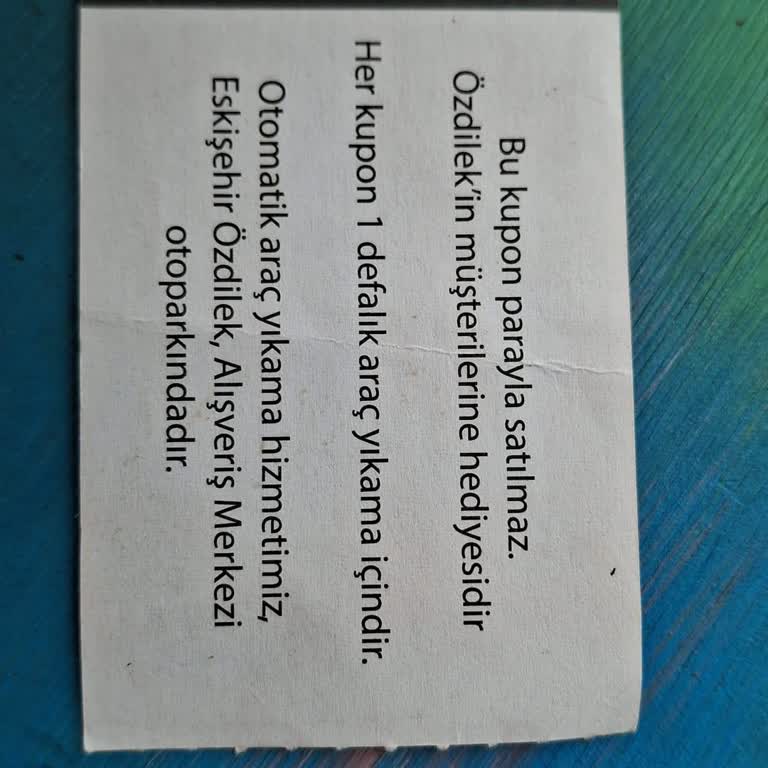 Bu kupon parayla satılmaz.
Özdilek'in müşterilerine hediyesidir
Her kupon 1 defalık araç yıkama içindir.
Otomatik araç yıkama hizmetimiz,
Eskişehir Özdilek, Alışveriş Merkezi
otoparkındadır.